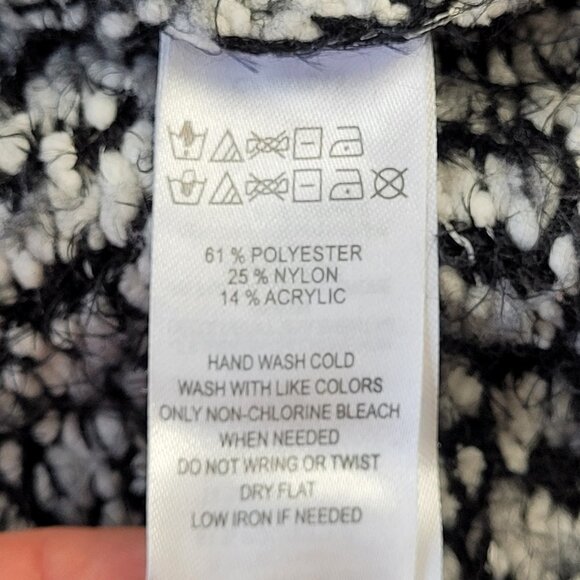 61 % POLYESTER
25 % NYLON
14 % ACRYLIC
HAND WASH COLD
WASH WITH LIKE COLORS
ONLY NON-CHLORINE BLEACH
WHEN NEEDED
DO NOT WRING OR TWIST
DRY FLAT
LOW IRON IF NEEDED